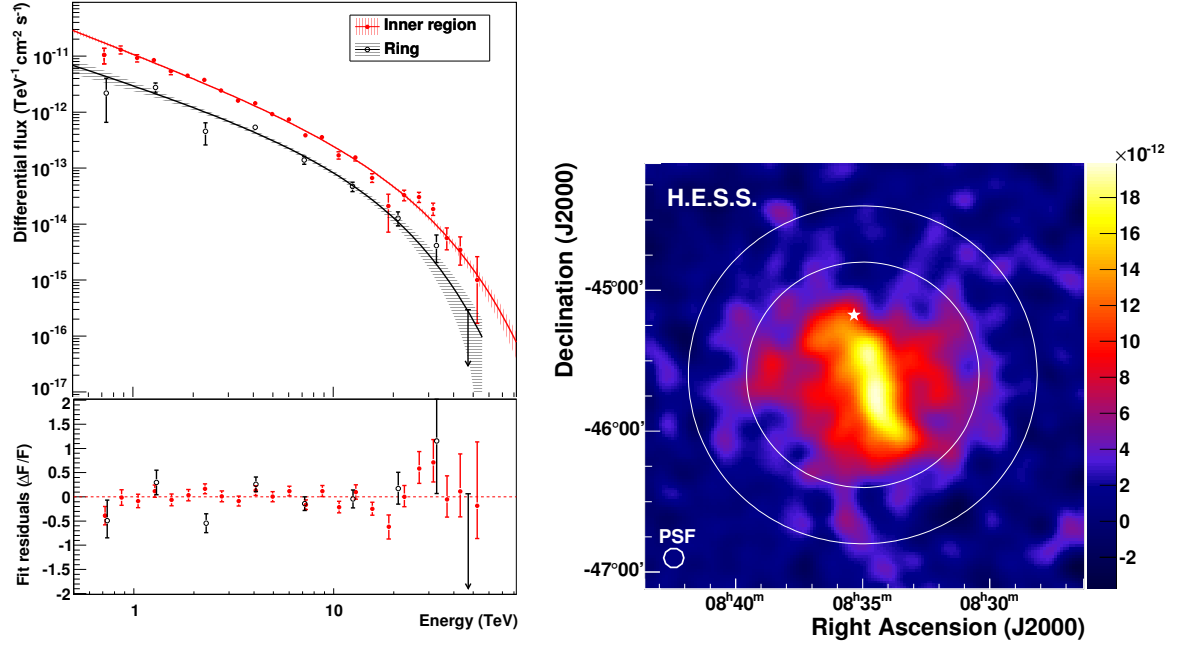 Differential flux (TeV⁻¹ cm⁻² s⁻¹)
Inner region
Ring
10⁻¹¹
10⁻¹²
10⁻¹³
10⁻¹⁴
10⁻¹⁵
10⁻¹⁶
10⁻¹⁷
Fit residuals (ΔF/F)
2
1.5
1
0.5
0
-0.5
-1
-1.5
-2
1
10
Energy (TeV)
Declination (J2000)
H.E.S.S.
-45°00'
-46°00'
-47°00'
PSF
08ʰ40ᵐ
08ʰ35ᵐ
08ʰ30ᵐ
Right Ascension (J2000)
×10⁻¹²
18
16
14
12
10
8
6
4
2
0
-2